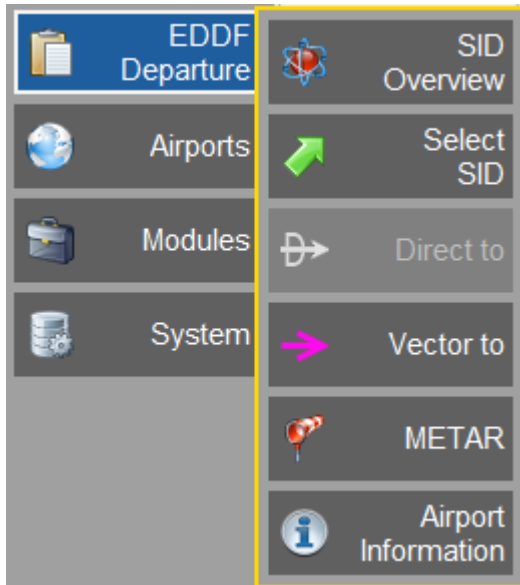 EDDF
Departure
Airports
Modules
System
SID
Overview
Select
SID
Direct to
Vector to
METAR
Airport
Information